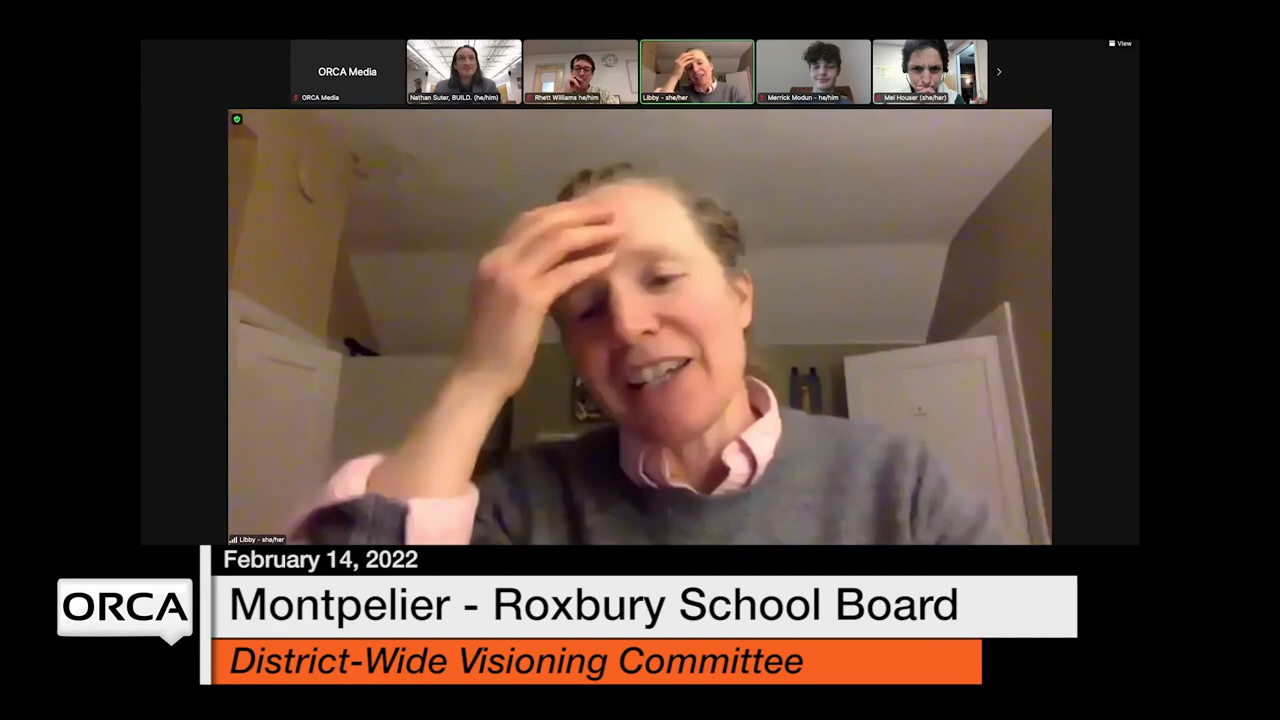 View
ORCA Media
ORCA Media
Nathan Suter, BUILD. (he/him)
Rhett Williams he/him
Libby - she/her
Merrick Modun - he/him
Mel Houser (she/her)
Libby - she/her
February 14, 2022
ORCA
Montpelier - Roxbury School Board
District-Wide Visioning Committee